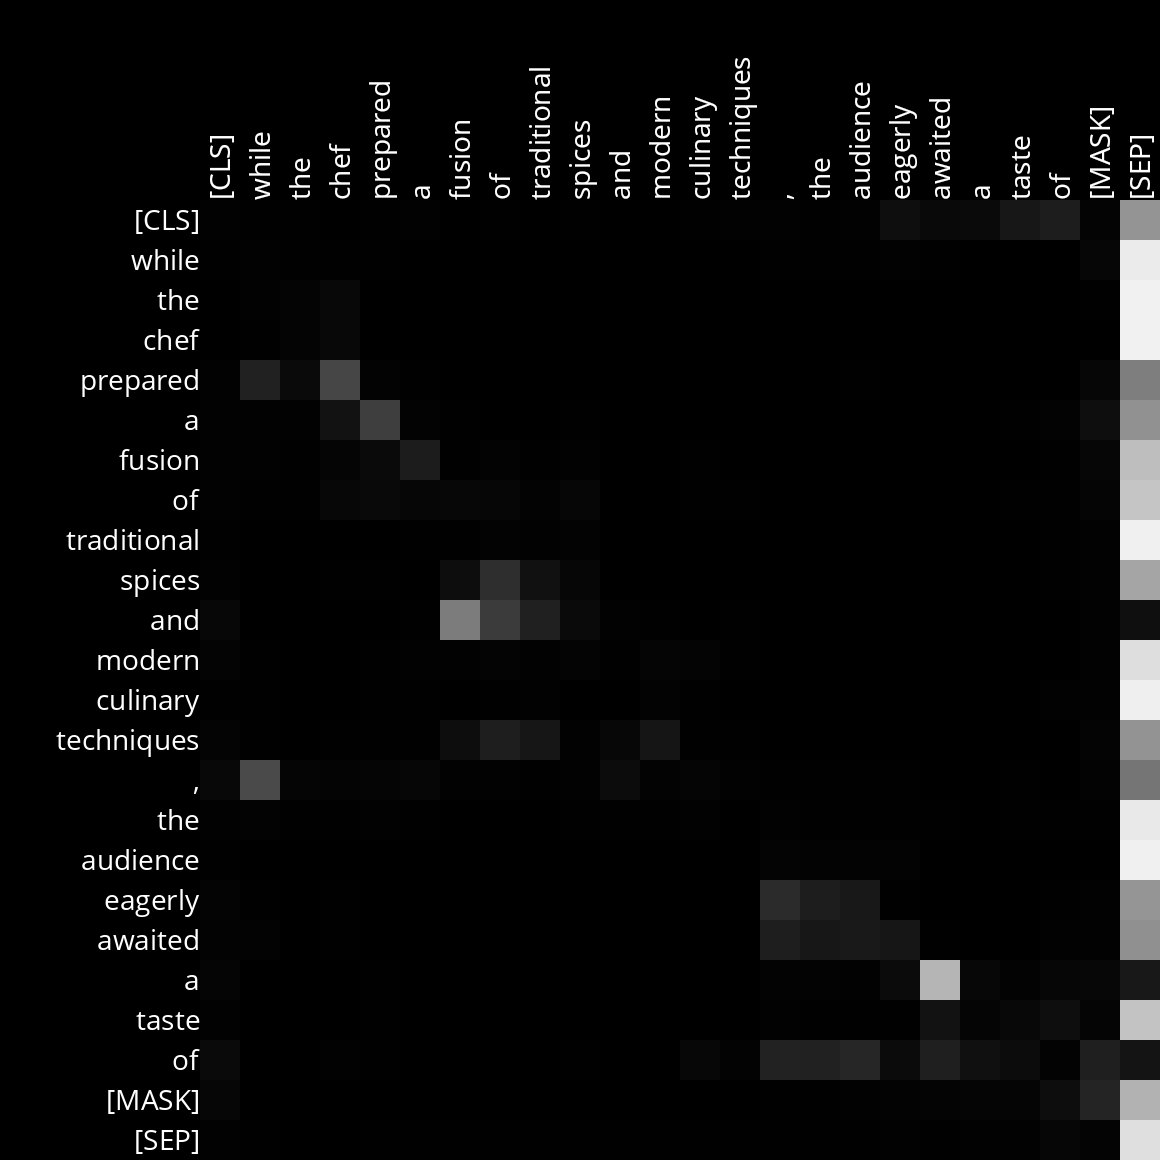 [CLS] while the chef prepared a fusion of traditional spices and modern culinary techniques , the audience eagerly awaited a taste of [MASK] [SEP]
[CLS]
while
the
chef
prepared
a
fusion
of
traditional
spices
and
modern
culinary
techniques
,
the
audience
eagerly
awaited
a
taste
of
[MASK]
[SEP]